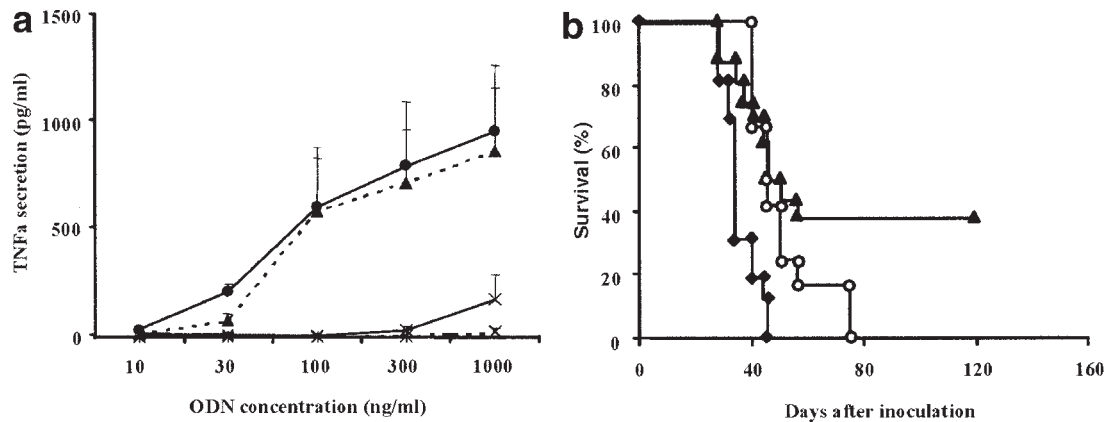 a
1500
1000
500
0
TNFa secretion (pg/ml)
10 30 100 300 1000
ODN concentration (ng/ml)
b
100
80
60
40
20
0
Survival (%)
0 40 80 120 160
Days after inoculation